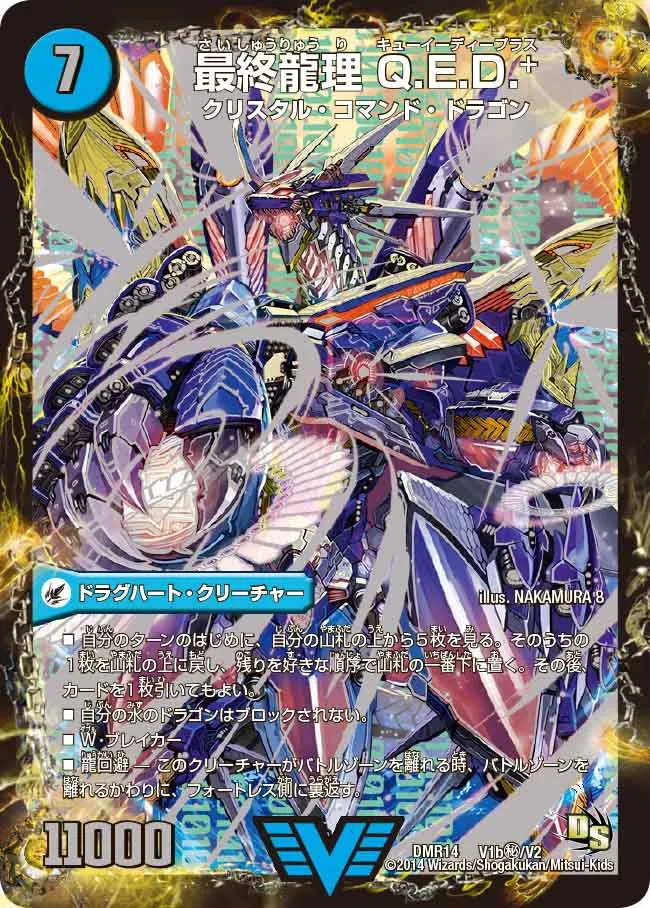 7
さいしゅうりゅう り キューイーディープラス
最終龍理 Q.E.D.+
クリスタル・コマンド・ドラゴン
ドラグハート・クリーチャー
illus. NAKAMURA 8
■ 自分のターンのはじめに、自分の山札の上から5枚を見る。そのうちの
1枚を山札の上に戻し、残りを好きな順序で山札の一番下に置く。その後、
カードを1枚引いてもよい。
■ 自分の水のドラゴンはブロックされない。
■ W・ブレイカー
■ 龍回避 ― このクリーチャーがバトルゾーンを離れる時、バトルゾーンを
離れるかわりに、フォートレス側に裏返す。
11000
DS
DMR14 V1b㊙/V2
©2014 Wizards/Shogakukan/Mitsui-Kids